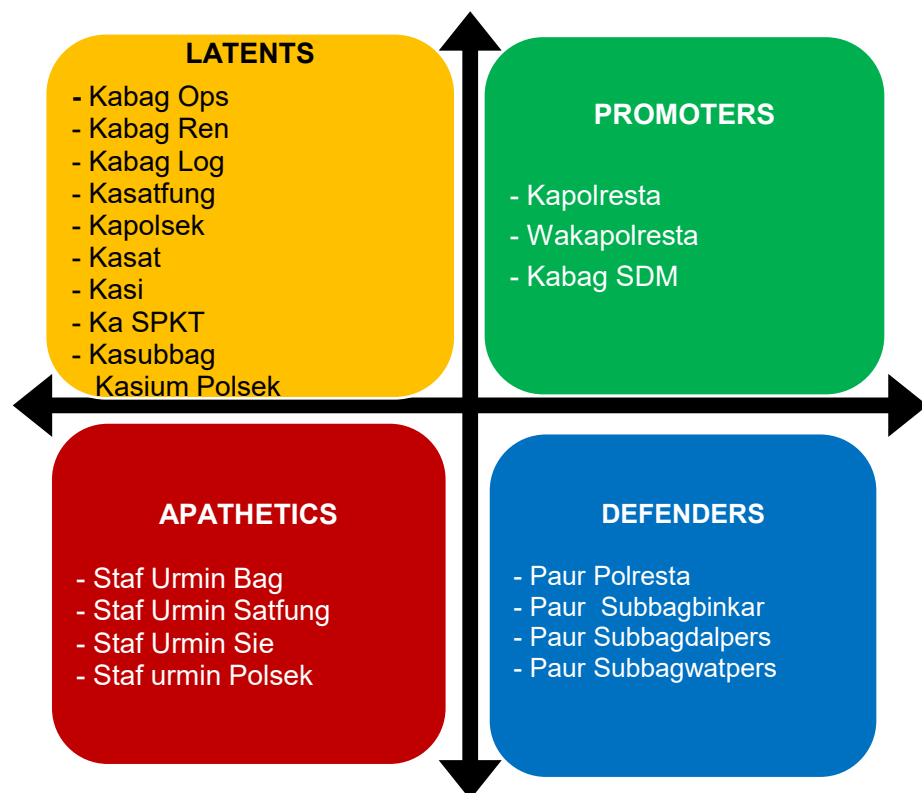 LATENTS
- Kabag Ops
- Kabag Ren
- Kabag Log
- Kasatfung
- Kapolsek
- Kasat
- Kasi
- Ka SPKT
- Kasubbag
Kasium Polsek
PROMOTERS
- Kapolresta
- Wakapolresta
- Kabag SDM
APATHETICS
- Staf Urmin Bag
- Staf Urmin Satfung
- Staf Urmin Sie
- Staf urmin Polsek
DEFENDERS
- Paur Polresta
- Paur Subbagbinkar
- Paur Subbagdalpers
- Paur Subbagwatpers